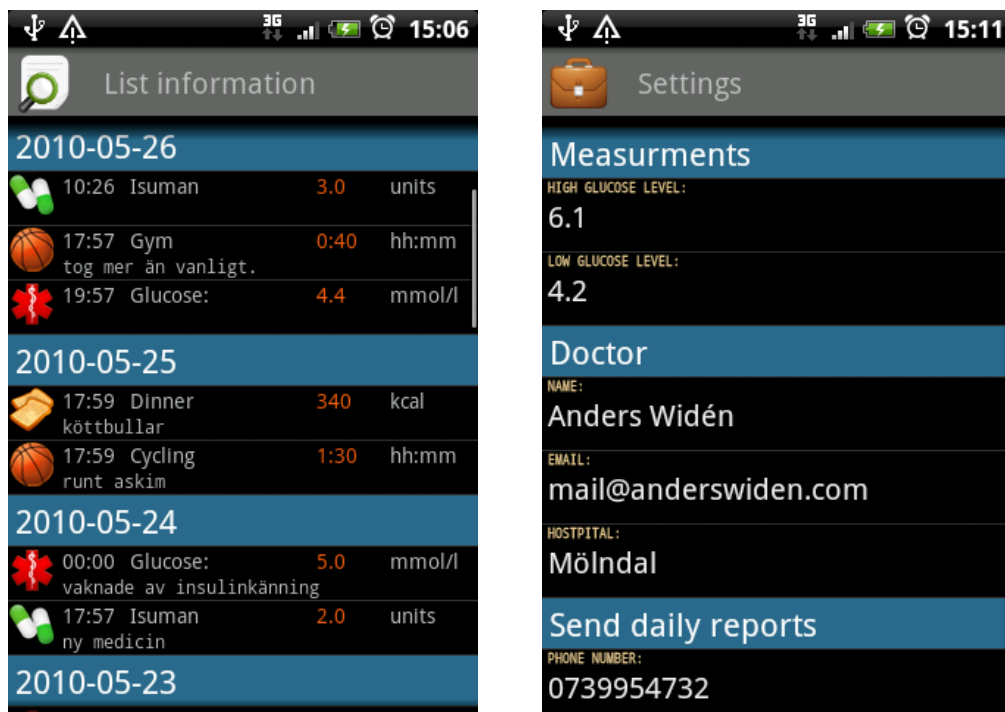 3G 15:06
List information
2010-05-26
10:26 Isuman 3.0 units
17:57 Gym 0:40 hh:mm
tog mer än vanligt.
19:57 Glucose: 4.4 mmol/l
2010-05-25
17:59 Dinner 340 kcal
köttbullar
17:59 Cycling 1:30 hh:mm
runt askim
2010-05-24
00:00 Glucose: 5.0 mmol/l
vaknade av insulinkänning
17:57 Isuman 2.0 units
ny medicin
2010-05-23
3G 15:11
Settings
Measurments
HIGH GLUCOSE LEVEL:
6.1
LOW GLUCOSE LEVEL:
4.2
Doctor
NAME:
Anders Widén
EMAIL:
mail@anderswiden.com
HOSTPITAL:
Mölndal
Send daily reports
PHONE NUMBER:
0739954732